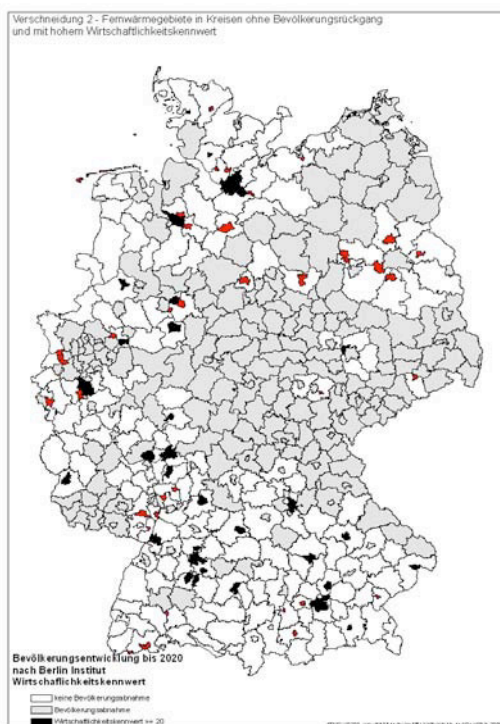 Verschneidung 2 - Fernwärmegebiete in Kreisen ohne Bevölkerungsrückgang
und mit hohem Wirtschaftlichkeitskennwert
Bevölkerungsentwicklung bis 2020
nach Berlin Institut
Wirtschaftlichkeitskennwert
keine Bevölkerungsabnahme
Bevölkerungsabnahme
Wirtschaftlichkeitskennwert >= 20